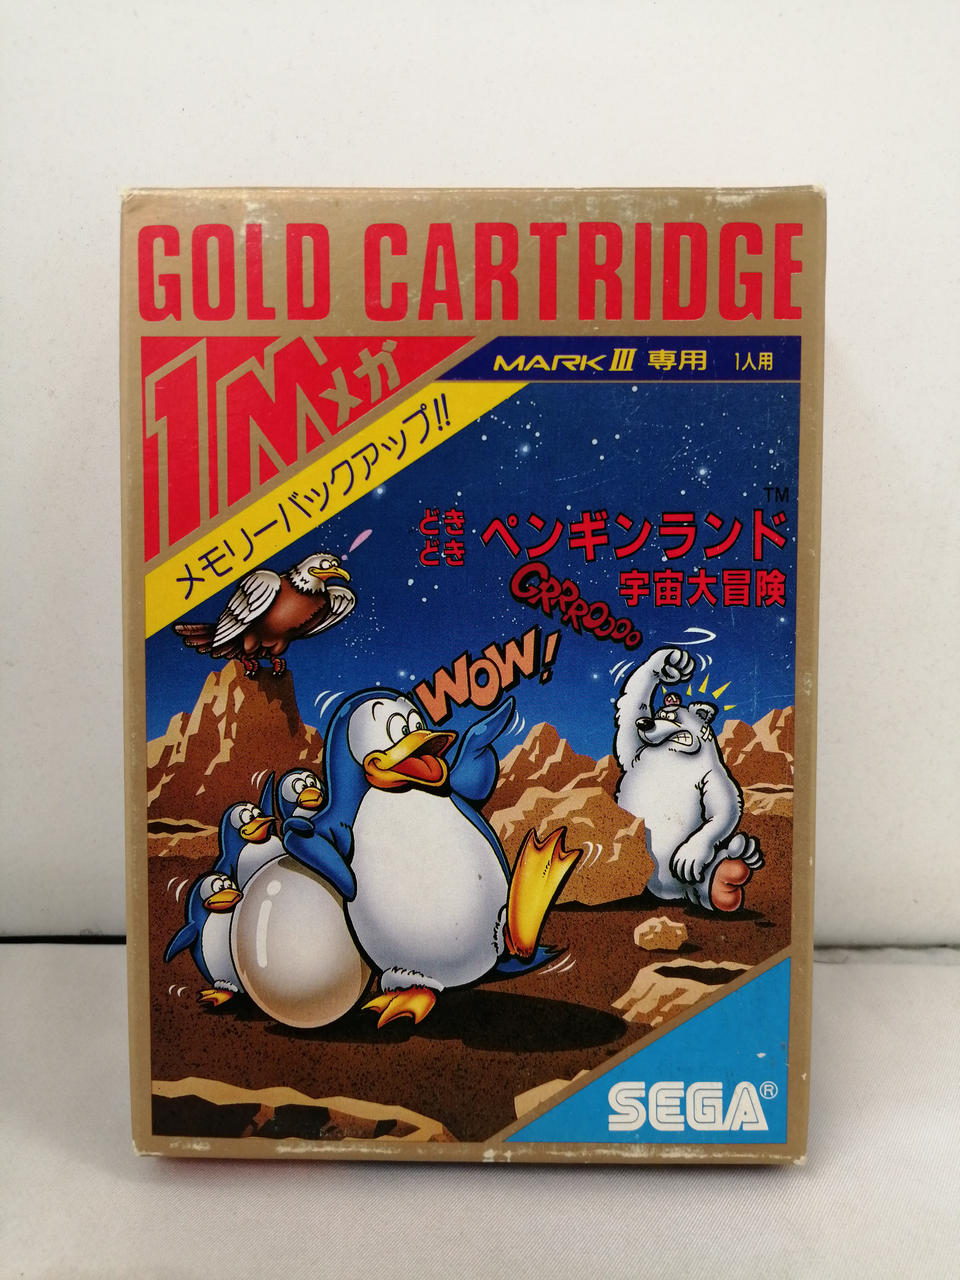 GOLD CARTRIDGE
1Mメガ
MARK III 専用 1人用
メモリーバックアップ!!
TM
どきどき ペンギンランド
宇宙大冒険
GRRROOOO
WOW!
SEGA®